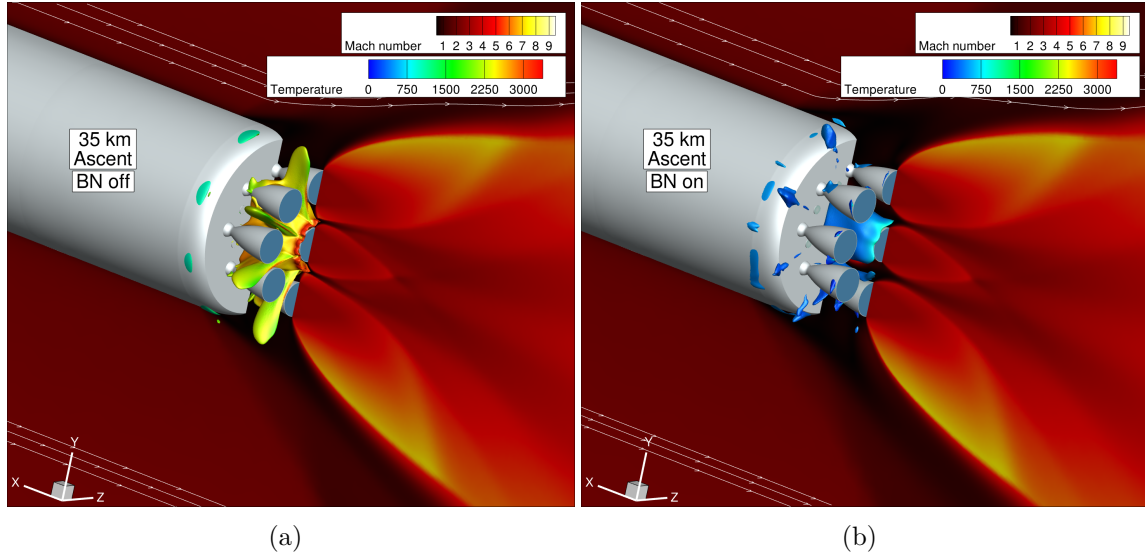 Mach number 1 2 3 4 5 6 7 8 9
Temperature 0 750 1500 2250 3000
35 km
Ascent
BN off
Y
X
Z
(a)
Mach number 1 2 3 4 5 6 7 8 9
Temperature 0 750 1500 2250 3000
35 km
Ascent
BN on
Y
X
Z
(b)